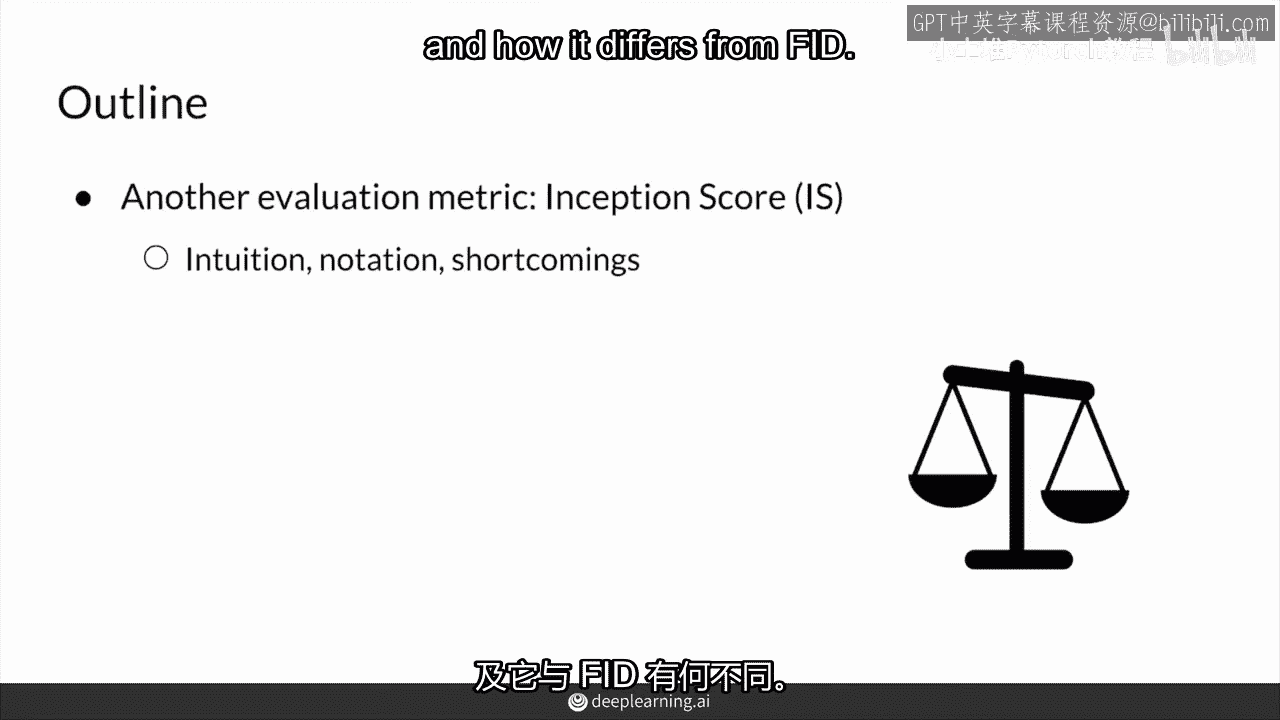 GPT中英字幕课程资源@bilibili.com
and how it differs from FID.
Outline
Another evaluation metric: Inception Score (IS)
Intuition, notation, shortcomings
及它与 FID 有何不同。
deeplearning.ai